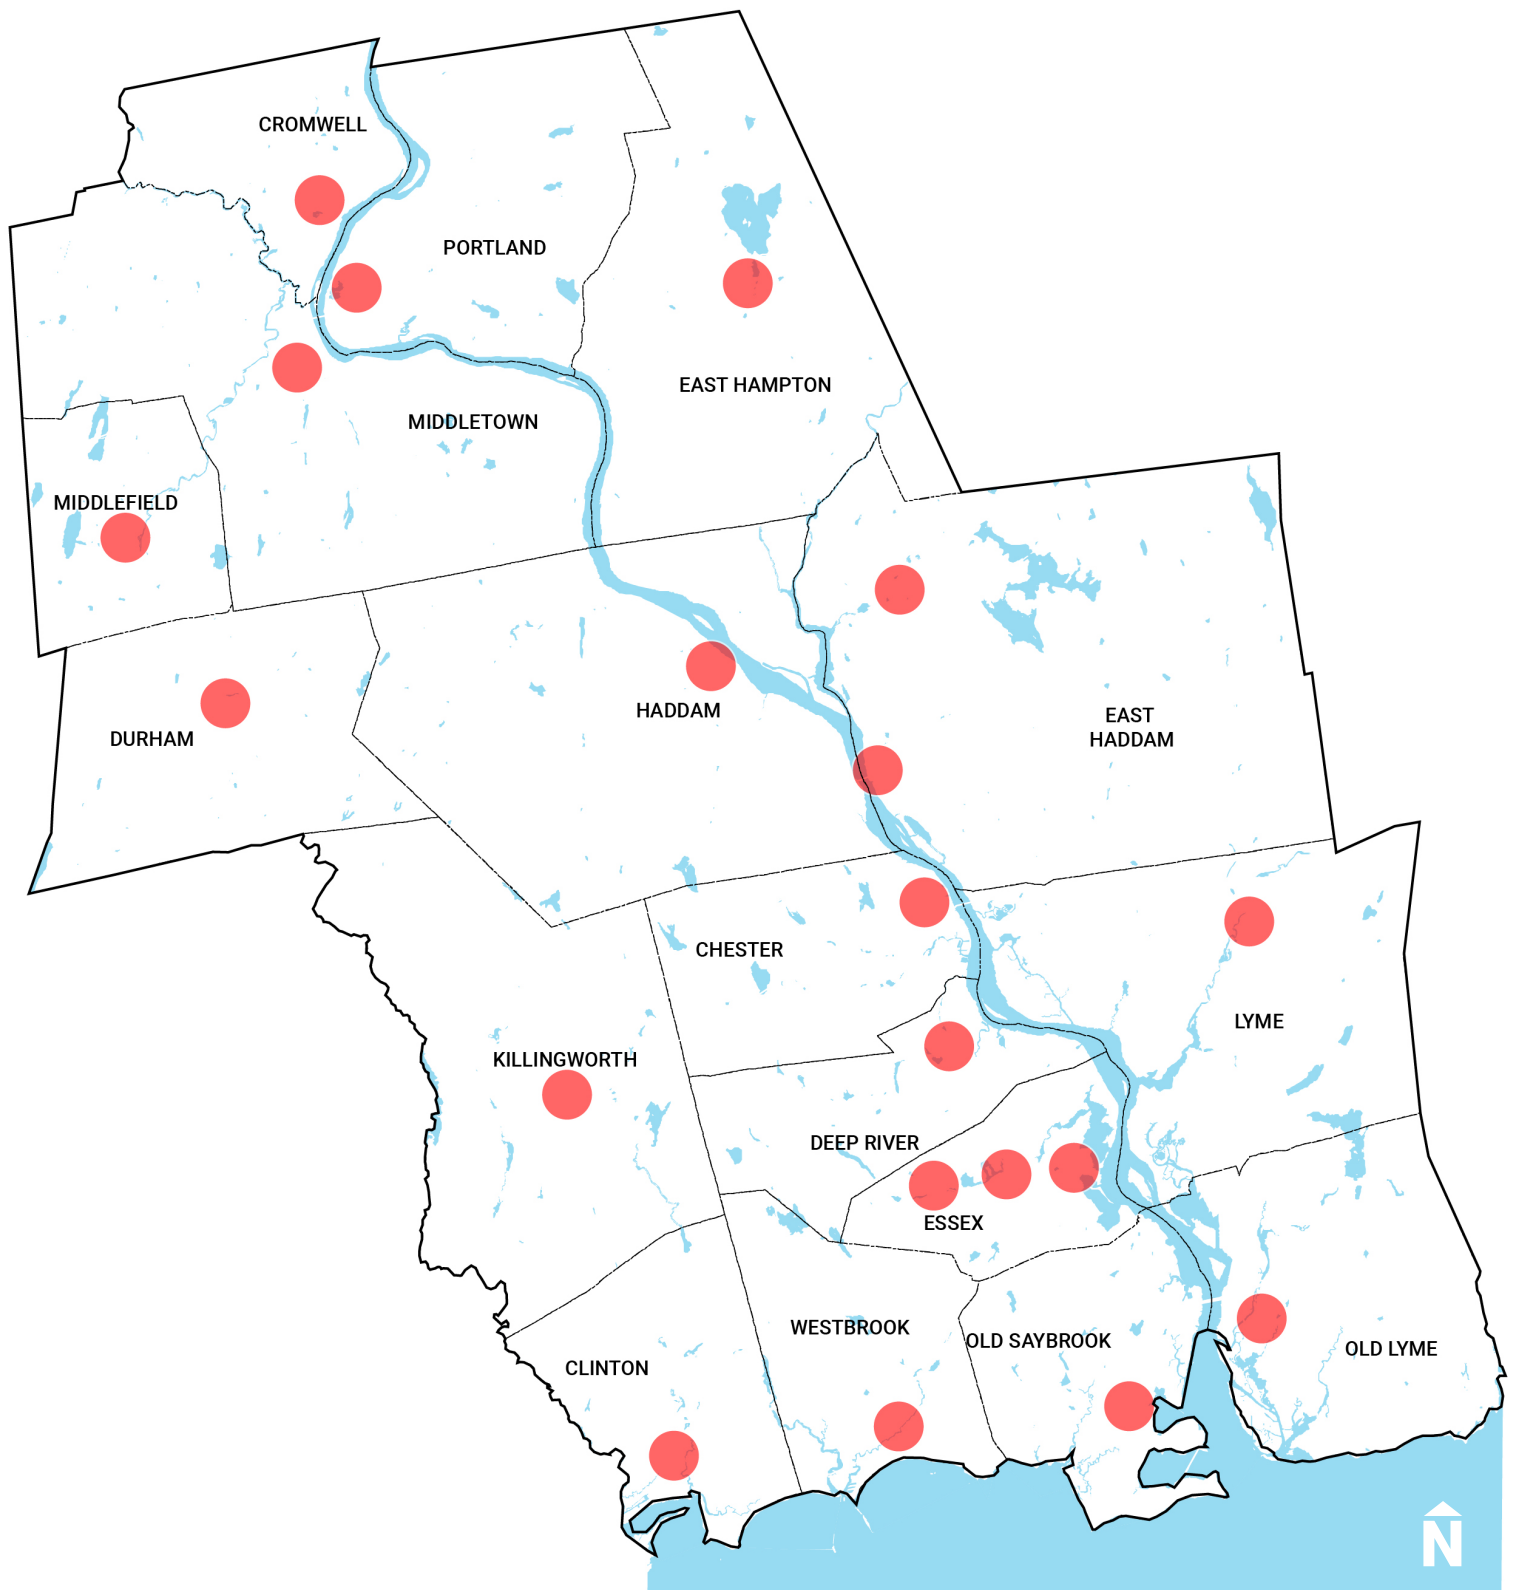 CROMWELL
PORTLAND
EAST HAMPTON
MIDDLETOWN
MIDDLEFIELD
HADDAM
EAST
HADDAM
DURHAM
CHESTER
LYME
KILLINGWORTH
DEEP RIVER
ESSEX
WESTBROOK
OLD SAYBROOK
OLD LYME
CLINTON
N